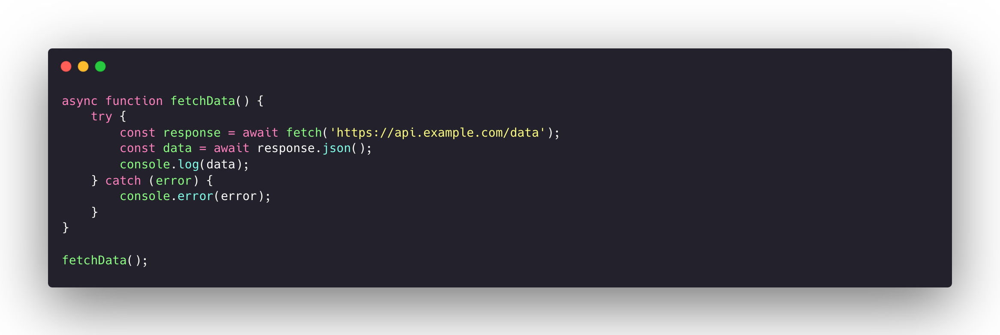 async function fetchData() {
    try {
        const response = await fetch('https://api.example.com/data');
        const data = await response.json();
        console.log(data);
    } catch (error) {
        console.error(error);
    }
}

fetchData();